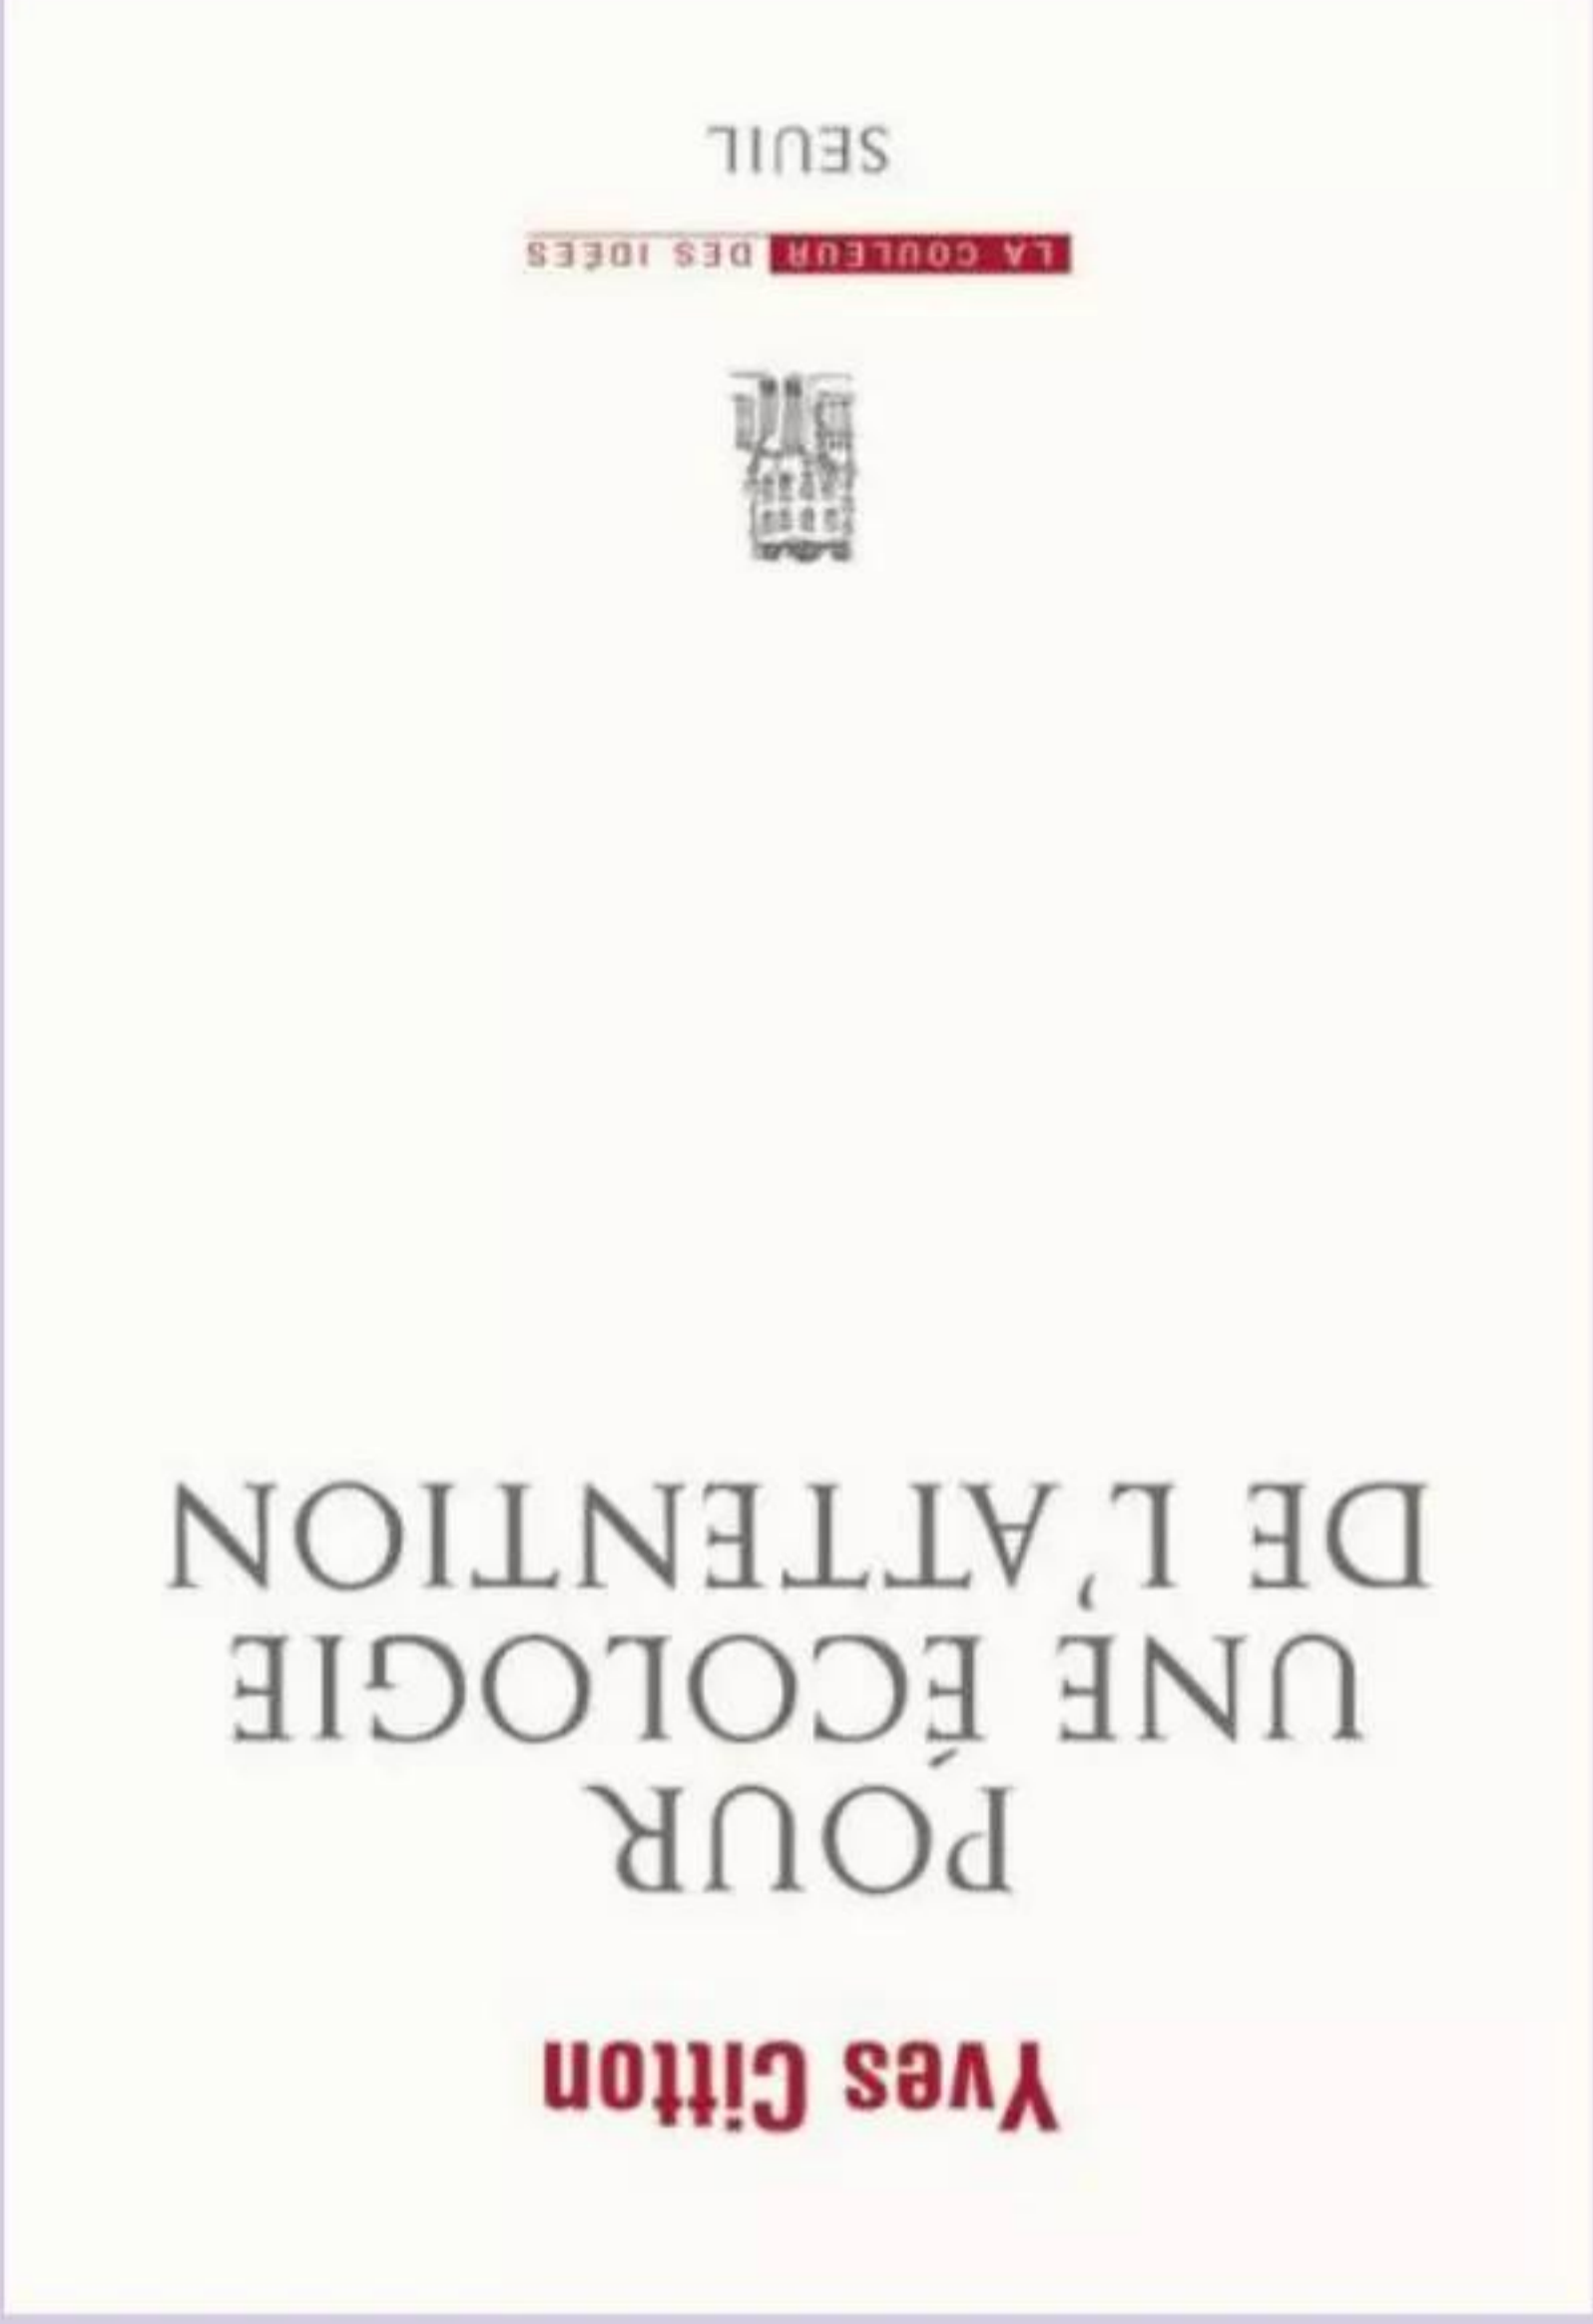 Yves Citton
POUR
UNE ÉCOLOGIE
DE L'ATTENTION
LA COULEUR DES IDÉES
SEUIL